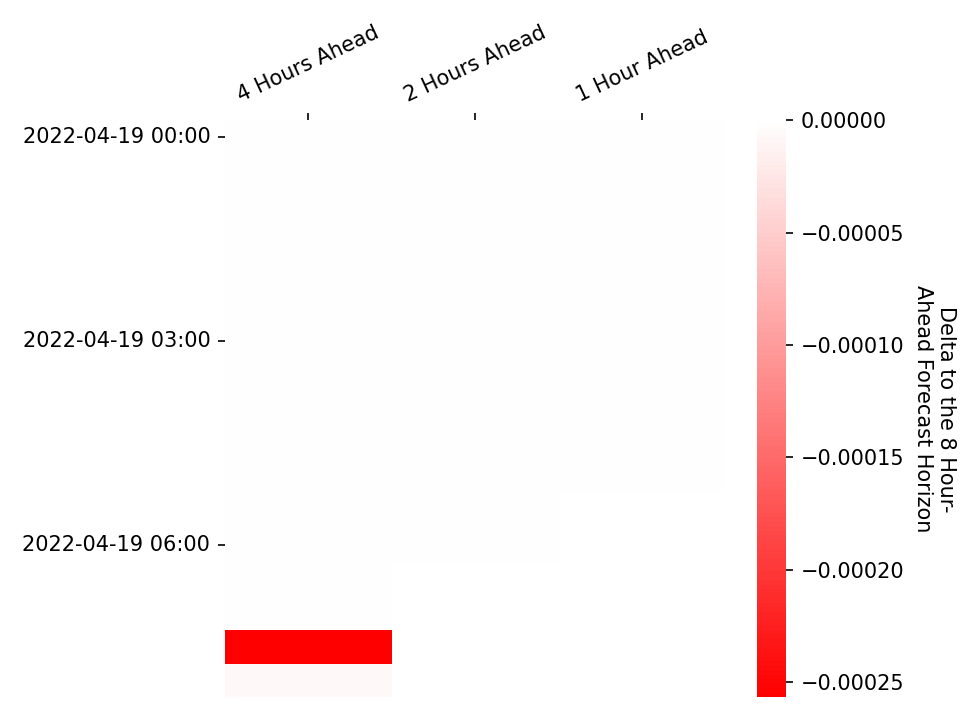 4 Hours Ahead
2 Hours Ahead
1 Hour Ahead
2022-04-19 00:00
2022-04-19 03:00
2022-04-19 06:00
0.00000
−0.00005
−0.00010
−0.00015
−0.00020
−0.00025
Delta to the 8 Hour-
Ahead Forecast Horizon